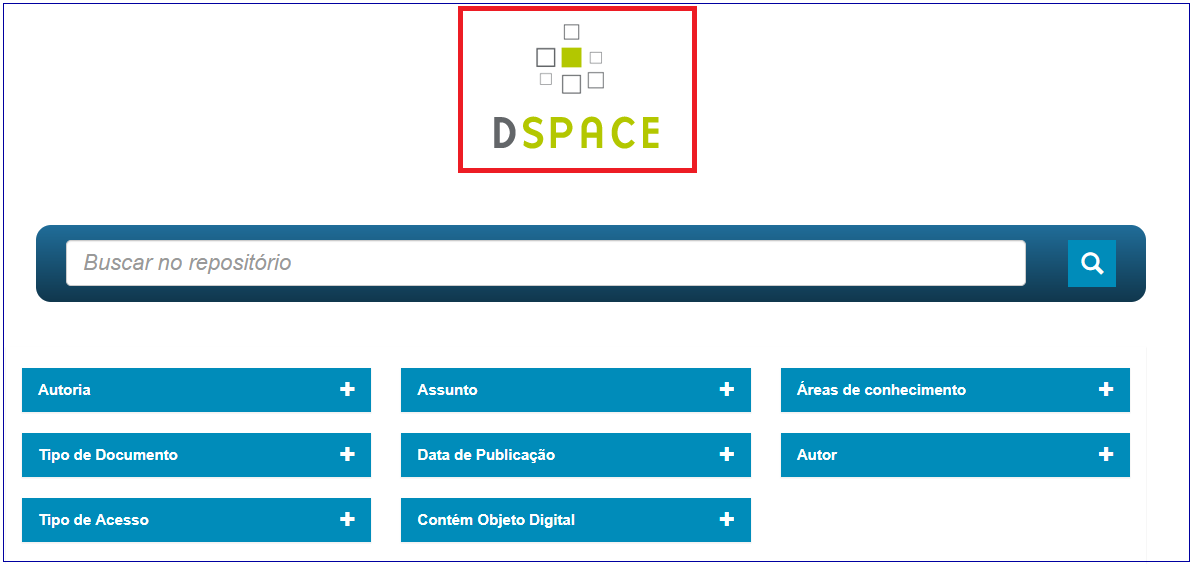 DSPACE
Buscar no repositório
Autoria
Assunto
Áreas de conhecimento
Tipo de Documento
Data de Publicação
Autor
Tipo de Acesso
Contém Objeto Digital